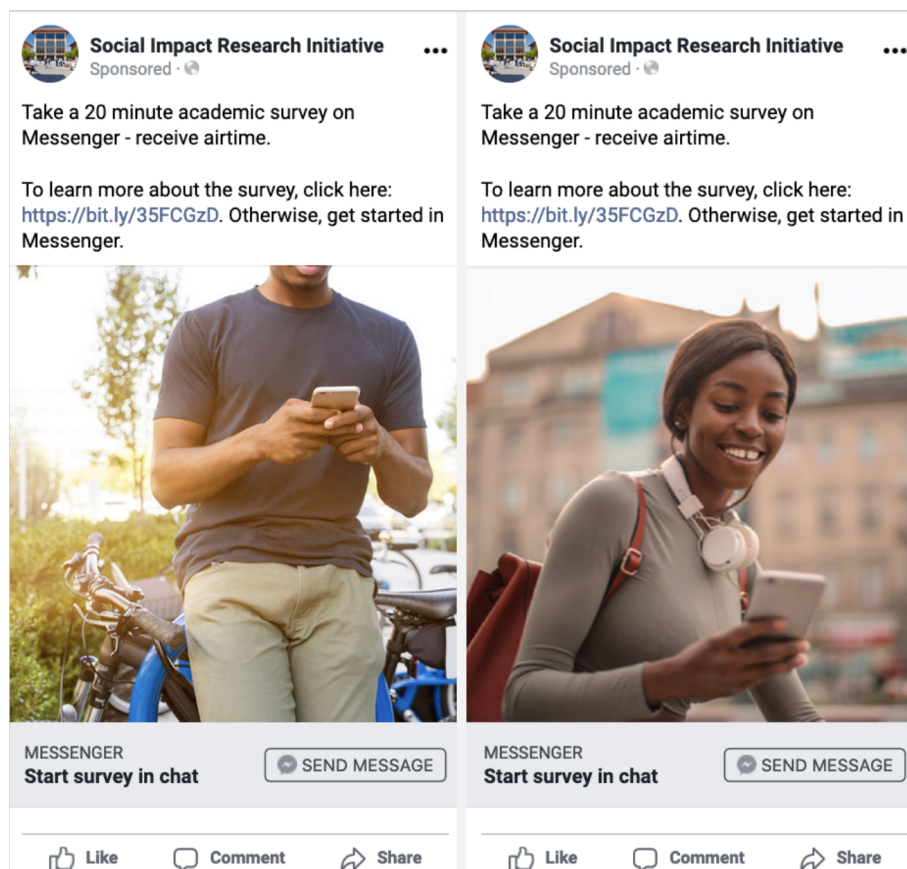 Social Impact Research Initiative
Sponsored ·
Take a 20 minute academic survey on
Messenger - receive airtime.
To learn more about the survey, click here:
https://bit.ly/35FCGzD. Otherwise, get started in
Messenger.
MESSENGER
Start survey in chat
SEND MESSAGE
Like Comment Share
Social Impact Research Initiative
Sponsored ·
Take a 20 minute academic survey on
Messenger - receive airtime.
To learn more about the survey, click here:
https://bit.ly/35FCGzD. Otherwise, get started in
Messenger.
MESSENGER
Start survey in chat
SEND MESSAGE
Like Comment Share